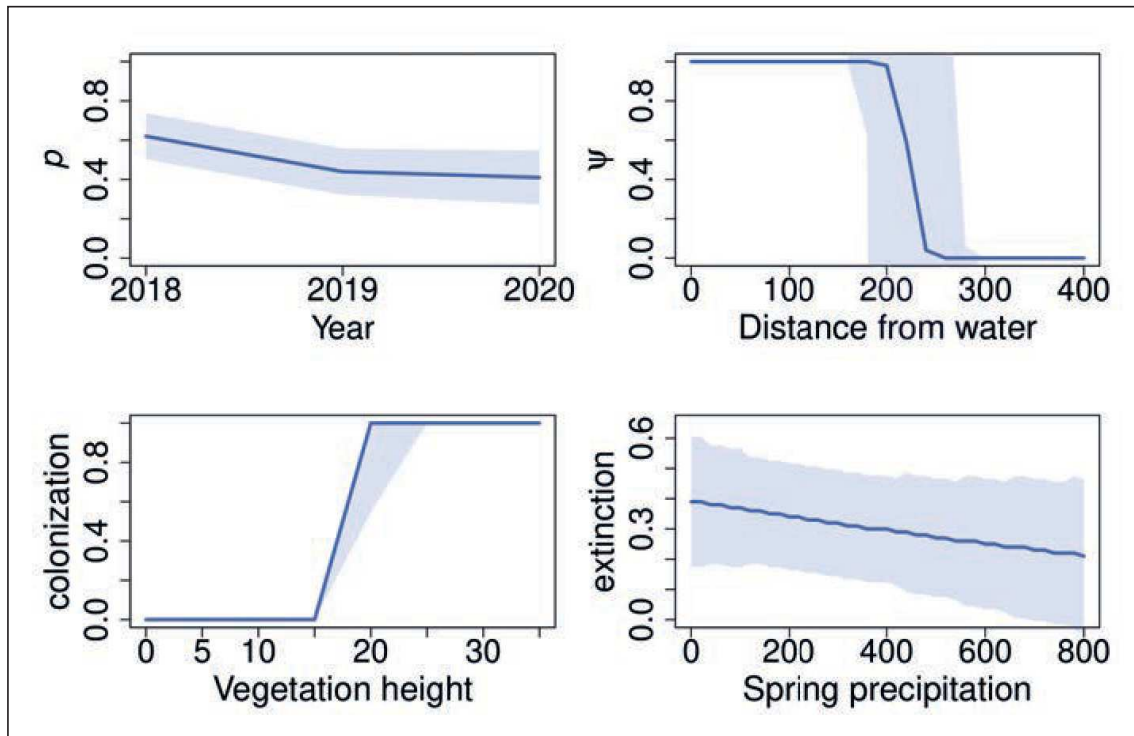 p
0.0 0.4 0.8
2018 2019 2020
Year
ψ
0.0 0.4 0.8
0 100 200 300 400
Distance from water
colonization
0.0 0.4 0.8
0 5 10 20 30
Vegetation height
extinction
0.0 0.3 0.6
0 200 400 600 800
Spring precipitation